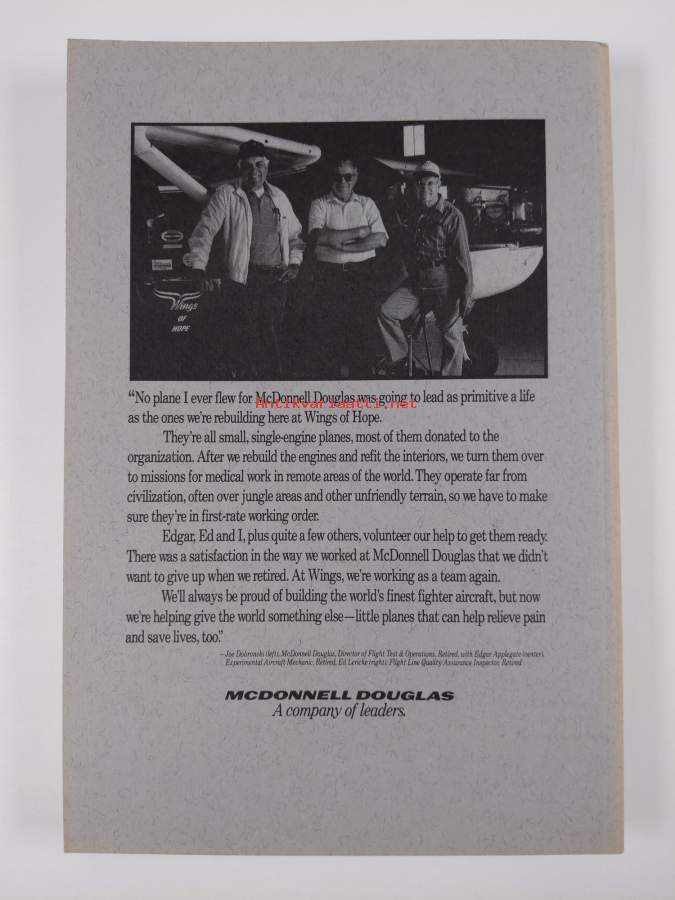 Wings
OF
HOPE
“No plane I ever flew for McDonnell Douglas was going to lead as primitive a life
Antikvariaatti.net
as the ones we're rebuilding here at Wings of Hope.
They're all small, single-engine planes, most of them donated to the
organization. After we rebuild the engines and refit the interiors, we turn them over
to missions for medical work in remote areas of the world. They operate far from
civilization, often over jungle areas and other unfriendly terrain, so we have to make
sure they're in first-rate working order.
Edgar, Ed and I, plus quite a few others, volunteer our help to get them ready.
There was a satisfaction in the way we worked at McDonnell Douglas that we didn't
want to give up when we retired. At Wings, we're working as a team again.
We'll always be proud of building the world's finest fighter aircraft, but now
we're helping give the world something else—little planes that can help relieve pain
and save lives, too.”
—Joe Dobronski (left), McDonnell Douglas, Director of Flight Test & Operations, Retired, with Edgar Applegate (center),
Experimental Aircraft Mechanic, Retired, Ed Lericke (right), Flight Line Quality Assurance Inspector, Retired
MCDONNELL DOUGLAS
A company of leaders.